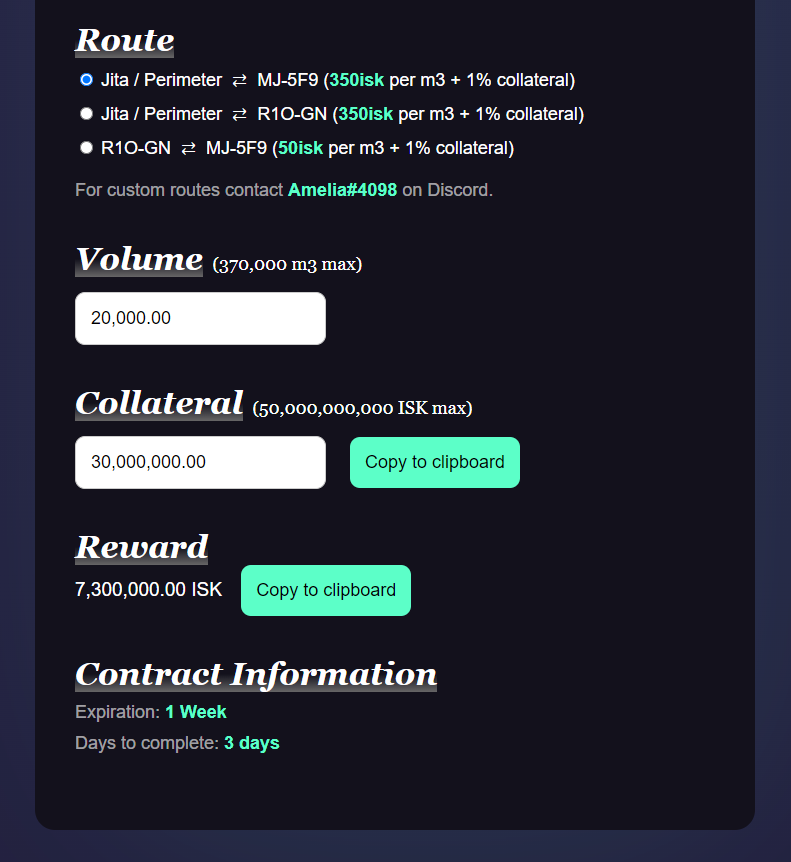 Route
Jita / Perimeter ⇄ MJ-5F9 (350isk per m3 + 1% collateral)
Jita / Perimeter ⇄ R1O-GN (350isk per m3 + 1% collateral)
R1O-GN ⇄ MJ-5F9 (50isk per m3 + 1% collateral)
For custom routes contact Amelia#4098 on Discord.
Volume (370,000 m3 max)
20,000.00
Collateral (50,000,000,000 ISK max)
30,000,000.00 Copy to clipboard
Reward
7,300,000.00 ISK Copy to clipboard
Contract Information
Expiration: 1 Week
Days to complete: 3 days